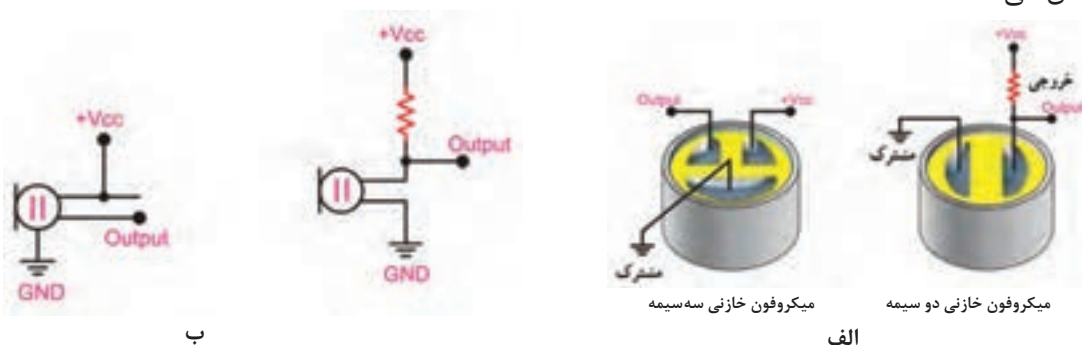 +Vcc
Output
GND
+Vcc
Output
GND
ب
Output
+Vcc
مشترک
میکروفون خازنی سه‌سیمه
+Vcc
خروجی
Output
مشترک
میکروفون خازنی دو سیمه
الف